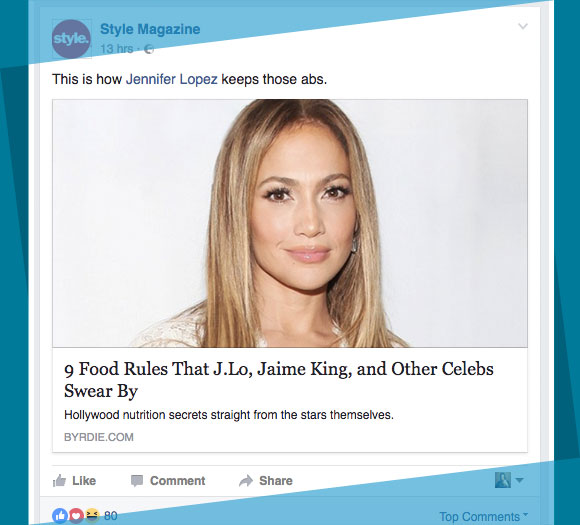 style.
Style Magazine
13 hrs ·
This is how Jennifer Lopez keeps those abs.
9 Food Rules That J.Lo, Jaime King, and Other Celebs
Swear By
Hollywood nutrition secrets straight from the stars themselves.
BYRDIE.COM
Like Comment Share
80 Top Comments